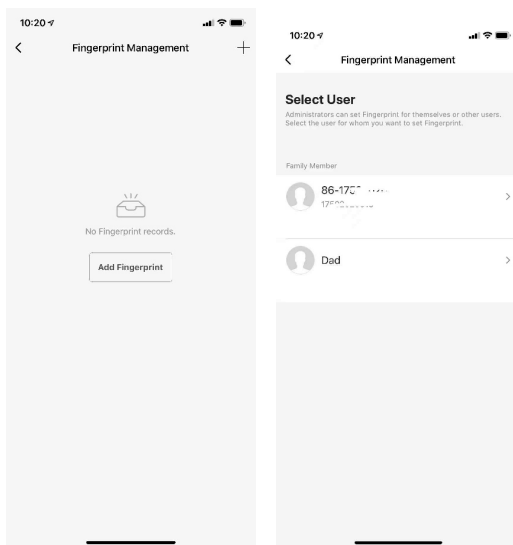 10:20
Fingerprint Management
No Fingerprint records.
Add Fingerprint
10:20
Fingerprint Management
Select User
Administrators can set Fingerprint for themselves or other users.
Select the user for whom you want to set Fingerprint.
Family Member
Dad